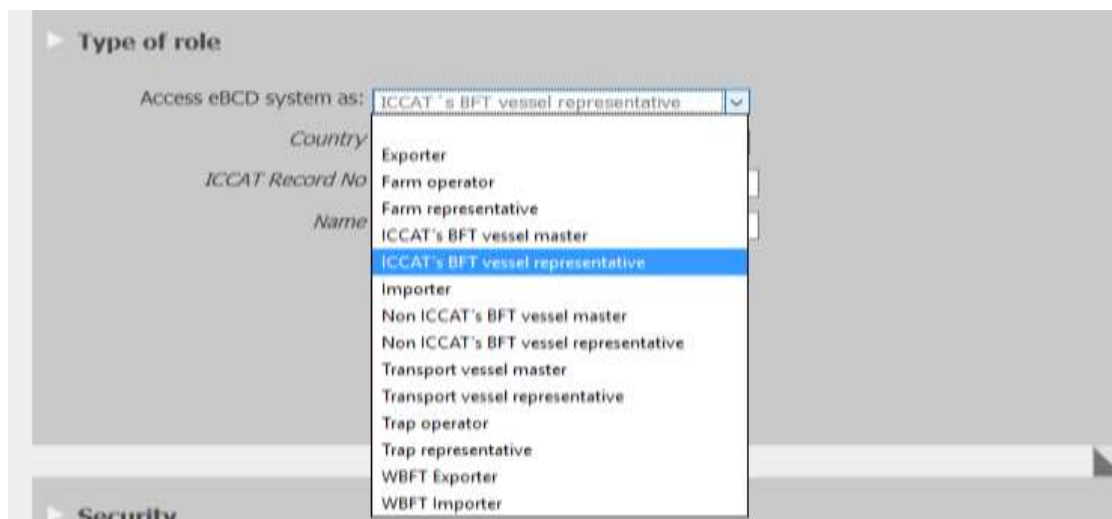 Type of role
Access eBCD system as: ICCAT 's BFT vessel representative
Country
ICCAT Record No
Name
Exporter
Farm operator
Farm representative
ICCAT's BFT vessel master
ICCAT's BFT vessel representative
Importer
Non ICCAT's BFT vessel master
Non ICCAT's BFT vessel representative
Transport vessel master
Transport vessel representative
Trap operator
Trap representative
WBFT Exporter
WBFT Importer
Security